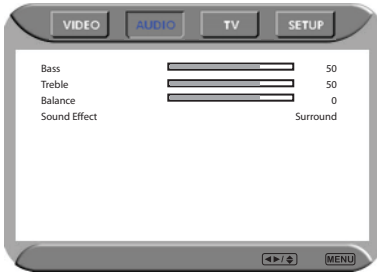 VIDEO AUDIO TV SETUP
Bass 50
Treble 50
Balance 0
Sound Effect Surround
◄►/◆ MENU